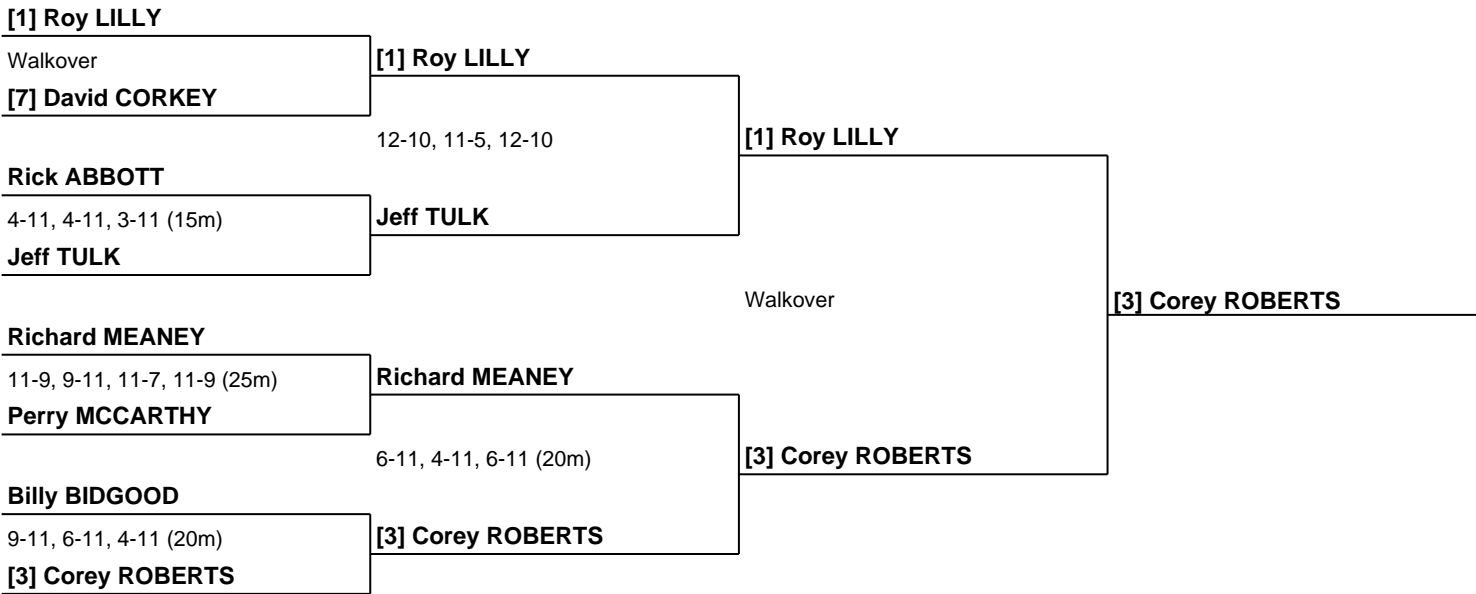 [1] Roy LILLY
Walkover
[1] Roy LILLY
[7] David CORKEY
12-10, 11-5, 12-10
[1] Roy LILLY
Rick ABBOTT
4-11, 4-11, 3-11 (15m)
Jeff TULK
Jeff TULK
Walkover
[3] Corey ROBERTS
Richard MEANEY
11-9, 9-11, 11-7, 11-9 (25m)
Richard MEANEY
Perry MCCARTHY
6-11, 4-11, 6-11 (20m)
[3] Corey ROBERTS
Billy BIDGOOD
9-11, 6-11, 4-11 (20m)
[3] Corey ROBERTS
[3] Corey ROBERTS